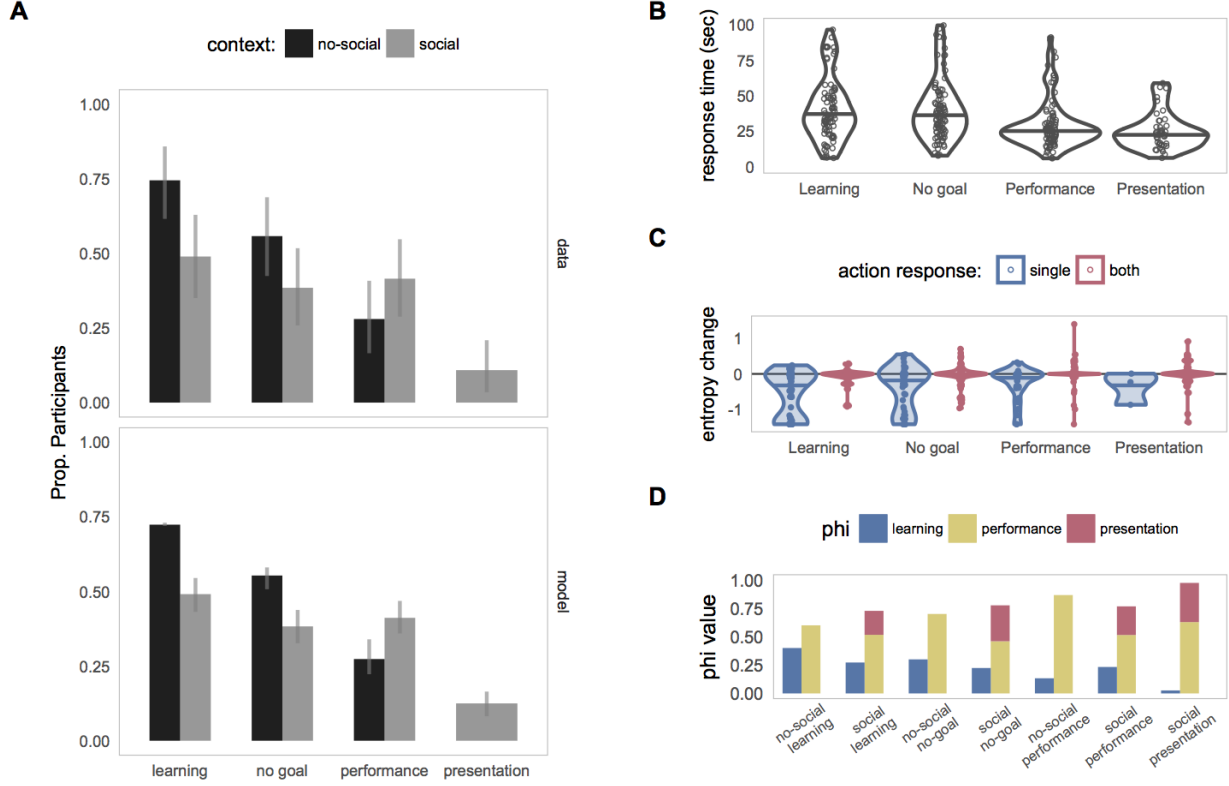 A
context: no-social social
Prop. Participants
1.00
0.75
0.50
0.25
0.00
data
1.00
0.75
0.50
0.25
0.00
model
learning no goal performance presentation
B
response time (sec)
100
75
50
25
0
Learning No goal Performance Presentation
C
action response: single both
entropy change
1
0
-1
Learning No goal Performance Presentation
D
phi learning performance presentation
phi value
1.00
0.75
0.50
0.25
0.00
no-social
learning
social
learning
no-social
no-goal
social
no-goal
no-social
performance
social
performance
social
presentation